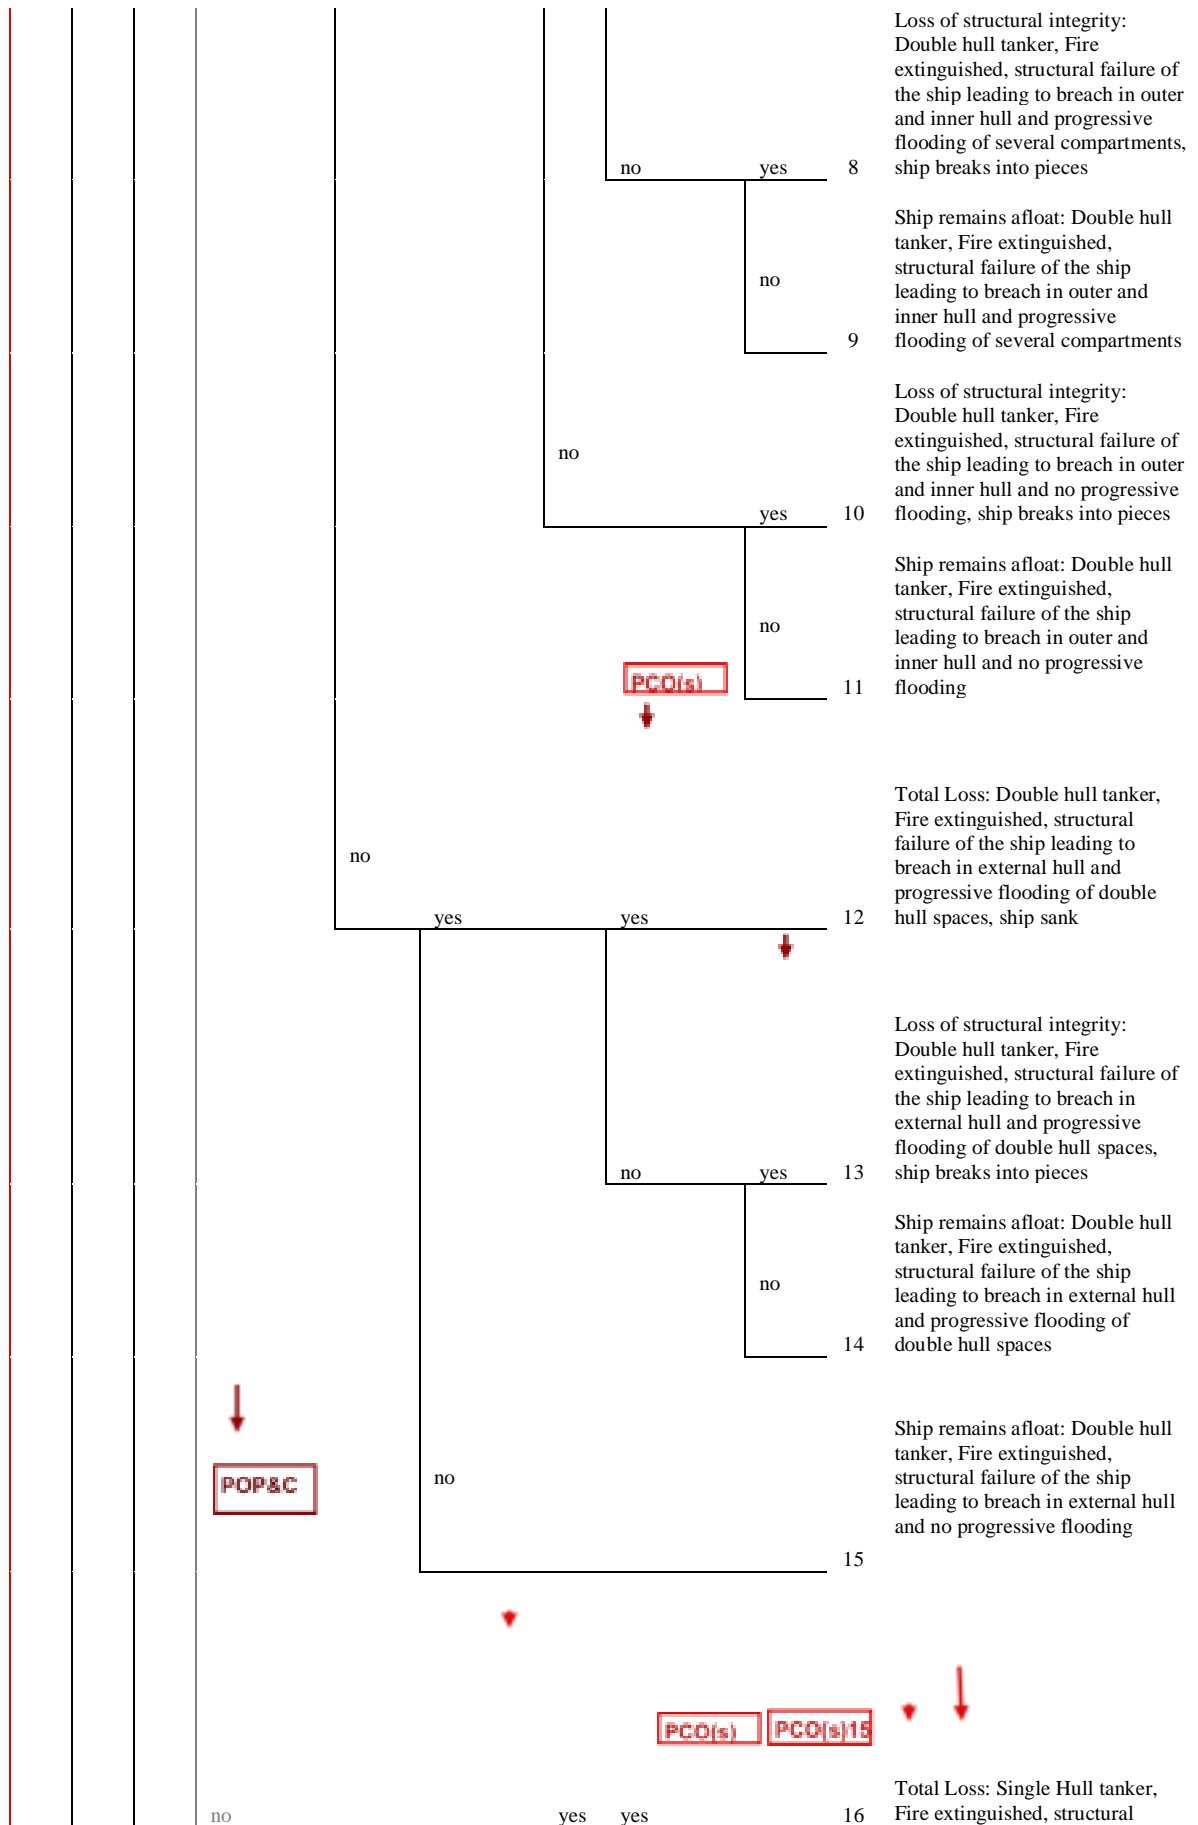 Loss of structural integrity:
Double hull tanker, Fire
extinguished, structural failure of
the ship leading to breach in outer
and inner hull and progressive
flooding of several compartments,
no yes 8 ship breaks into pieces
Ship remains afloat: Double hull
tanker, Fire extinguished,
structural failure of the ship
no leading to breach in outer and
inner hull and progressive
9 flooding of several compartments
Loss of structural integrity:
Double hull tanker, Fire
extinguished, structural failure of
no the ship leading to breach in outer
and inner hull and no progressive
yes 10 flooding, ship breaks into pieces
Ship remains afloat: Double hull
tanker, Fire extinguished,
structural failure of the ship
no leading to breach in outer and
inner hull and no progressive
PCO(s) 11 flooding
Total Loss: Double hull tanker,
Fire extinguished, structural
failure of the ship leading to
no breach in external hull and
progressive flooding of double
yes yes 12 hull spaces, ship sank
Loss of structural integrity:
Double hull tanker, Fire
extinguished, structural failure of
the ship leading to breach in
external hull and progressive
flooding of double hull spaces,
no yes 13 ship breaks into pieces
Ship remains afloat: Double hull
tanker, Fire extinguished,
structural failure of the ship
no leading to breach in external hull
and progressive flooding of
14 double hull spaces
Ship remains afloat: Double hull
tanker, Fire extinguished,
POP&C no structural failure of the ship
leading to breach in external hull
and no progressive flooding
15
PCO(s) PCO(s)15
Total Loss: Single Hull tanker,
no yes yes 16 Fire extinguished, structural